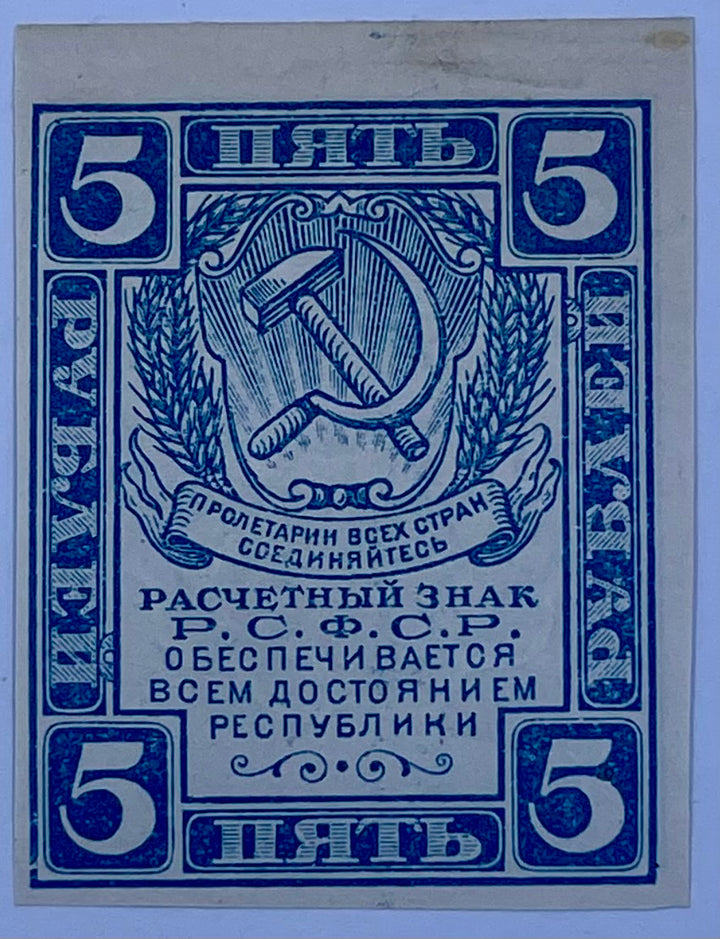 5 ПЯТЬ 5
РУБЛЕЙ
РУБЛЕЙ
ПРОЛЕТАРИИ ВСЕХ СТРАН
СОЕДИНЯЙТЕСЬ
РАСЧЕТНЫЙ ЗНАК
Р. С. Ф. С. Р.
ОБЕСПЕЧИВАЕТСЯ
ВСЕМ ДОСТОЯНИЕМ
РЕСПУБЛИКИ
5 ПЯТЬ 5